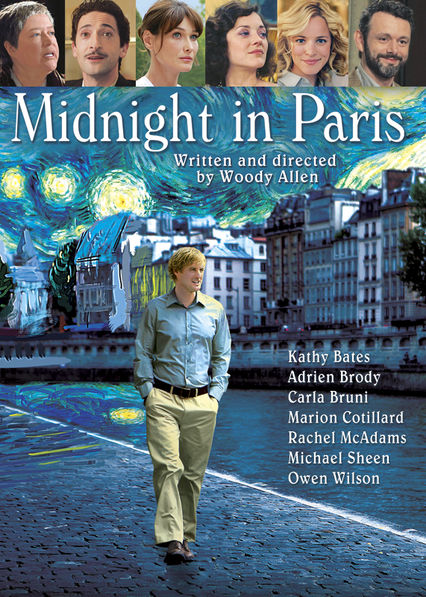 Midnight in Paris
Written and directed
by Woody Allen
Kathy Bates
Adrien Brody
Carla Bruni
Marion Cotillard
Rachel McAdams
Michael Sheen
Owen Wilson